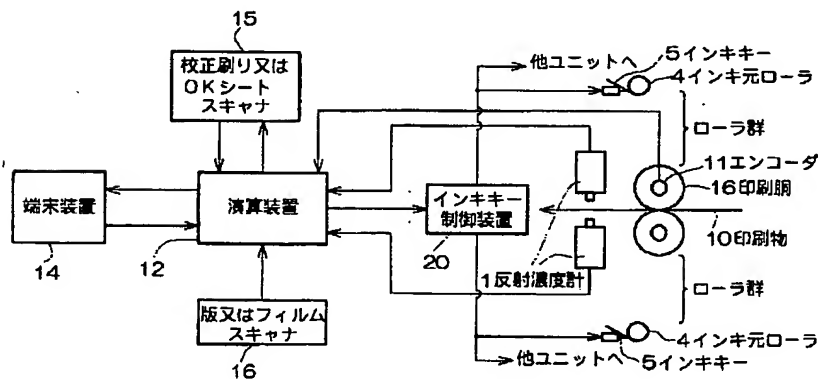 15
校正刷り又は
OKシート
スキャナ
他ユニットへ
5インキキー
4インキ元ローラ
ローラ群
11エンコーダ
16印刷胴
端末装置
14
演算装置
12
インキキー
制御装置
20
10印刷物
1反射濃度計
ローラ群
版又はフィルム
スキャナ
16
4インキ元ローラ
他ユニットへ
5インキキー